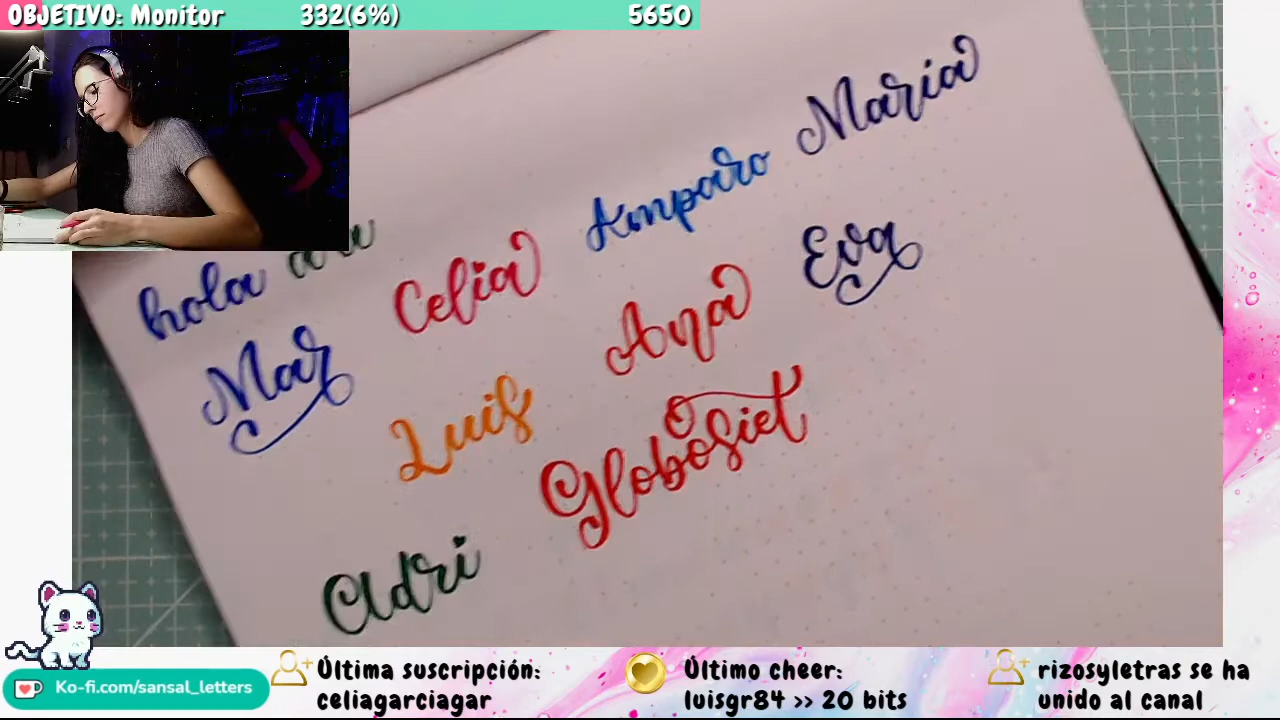 OBJETIVO: Monitor 332(6%) 5650
Maria
Amparo
hola
Celia
Eva
Mar
Ana
Luis
Globosiet
Adri
Ko-fi.com/sansal_letters
Última suscripción:
celiagarciagar
Último cheer:
luisgr84 >> 20 bits
rizosyletras se ha
unido al canal